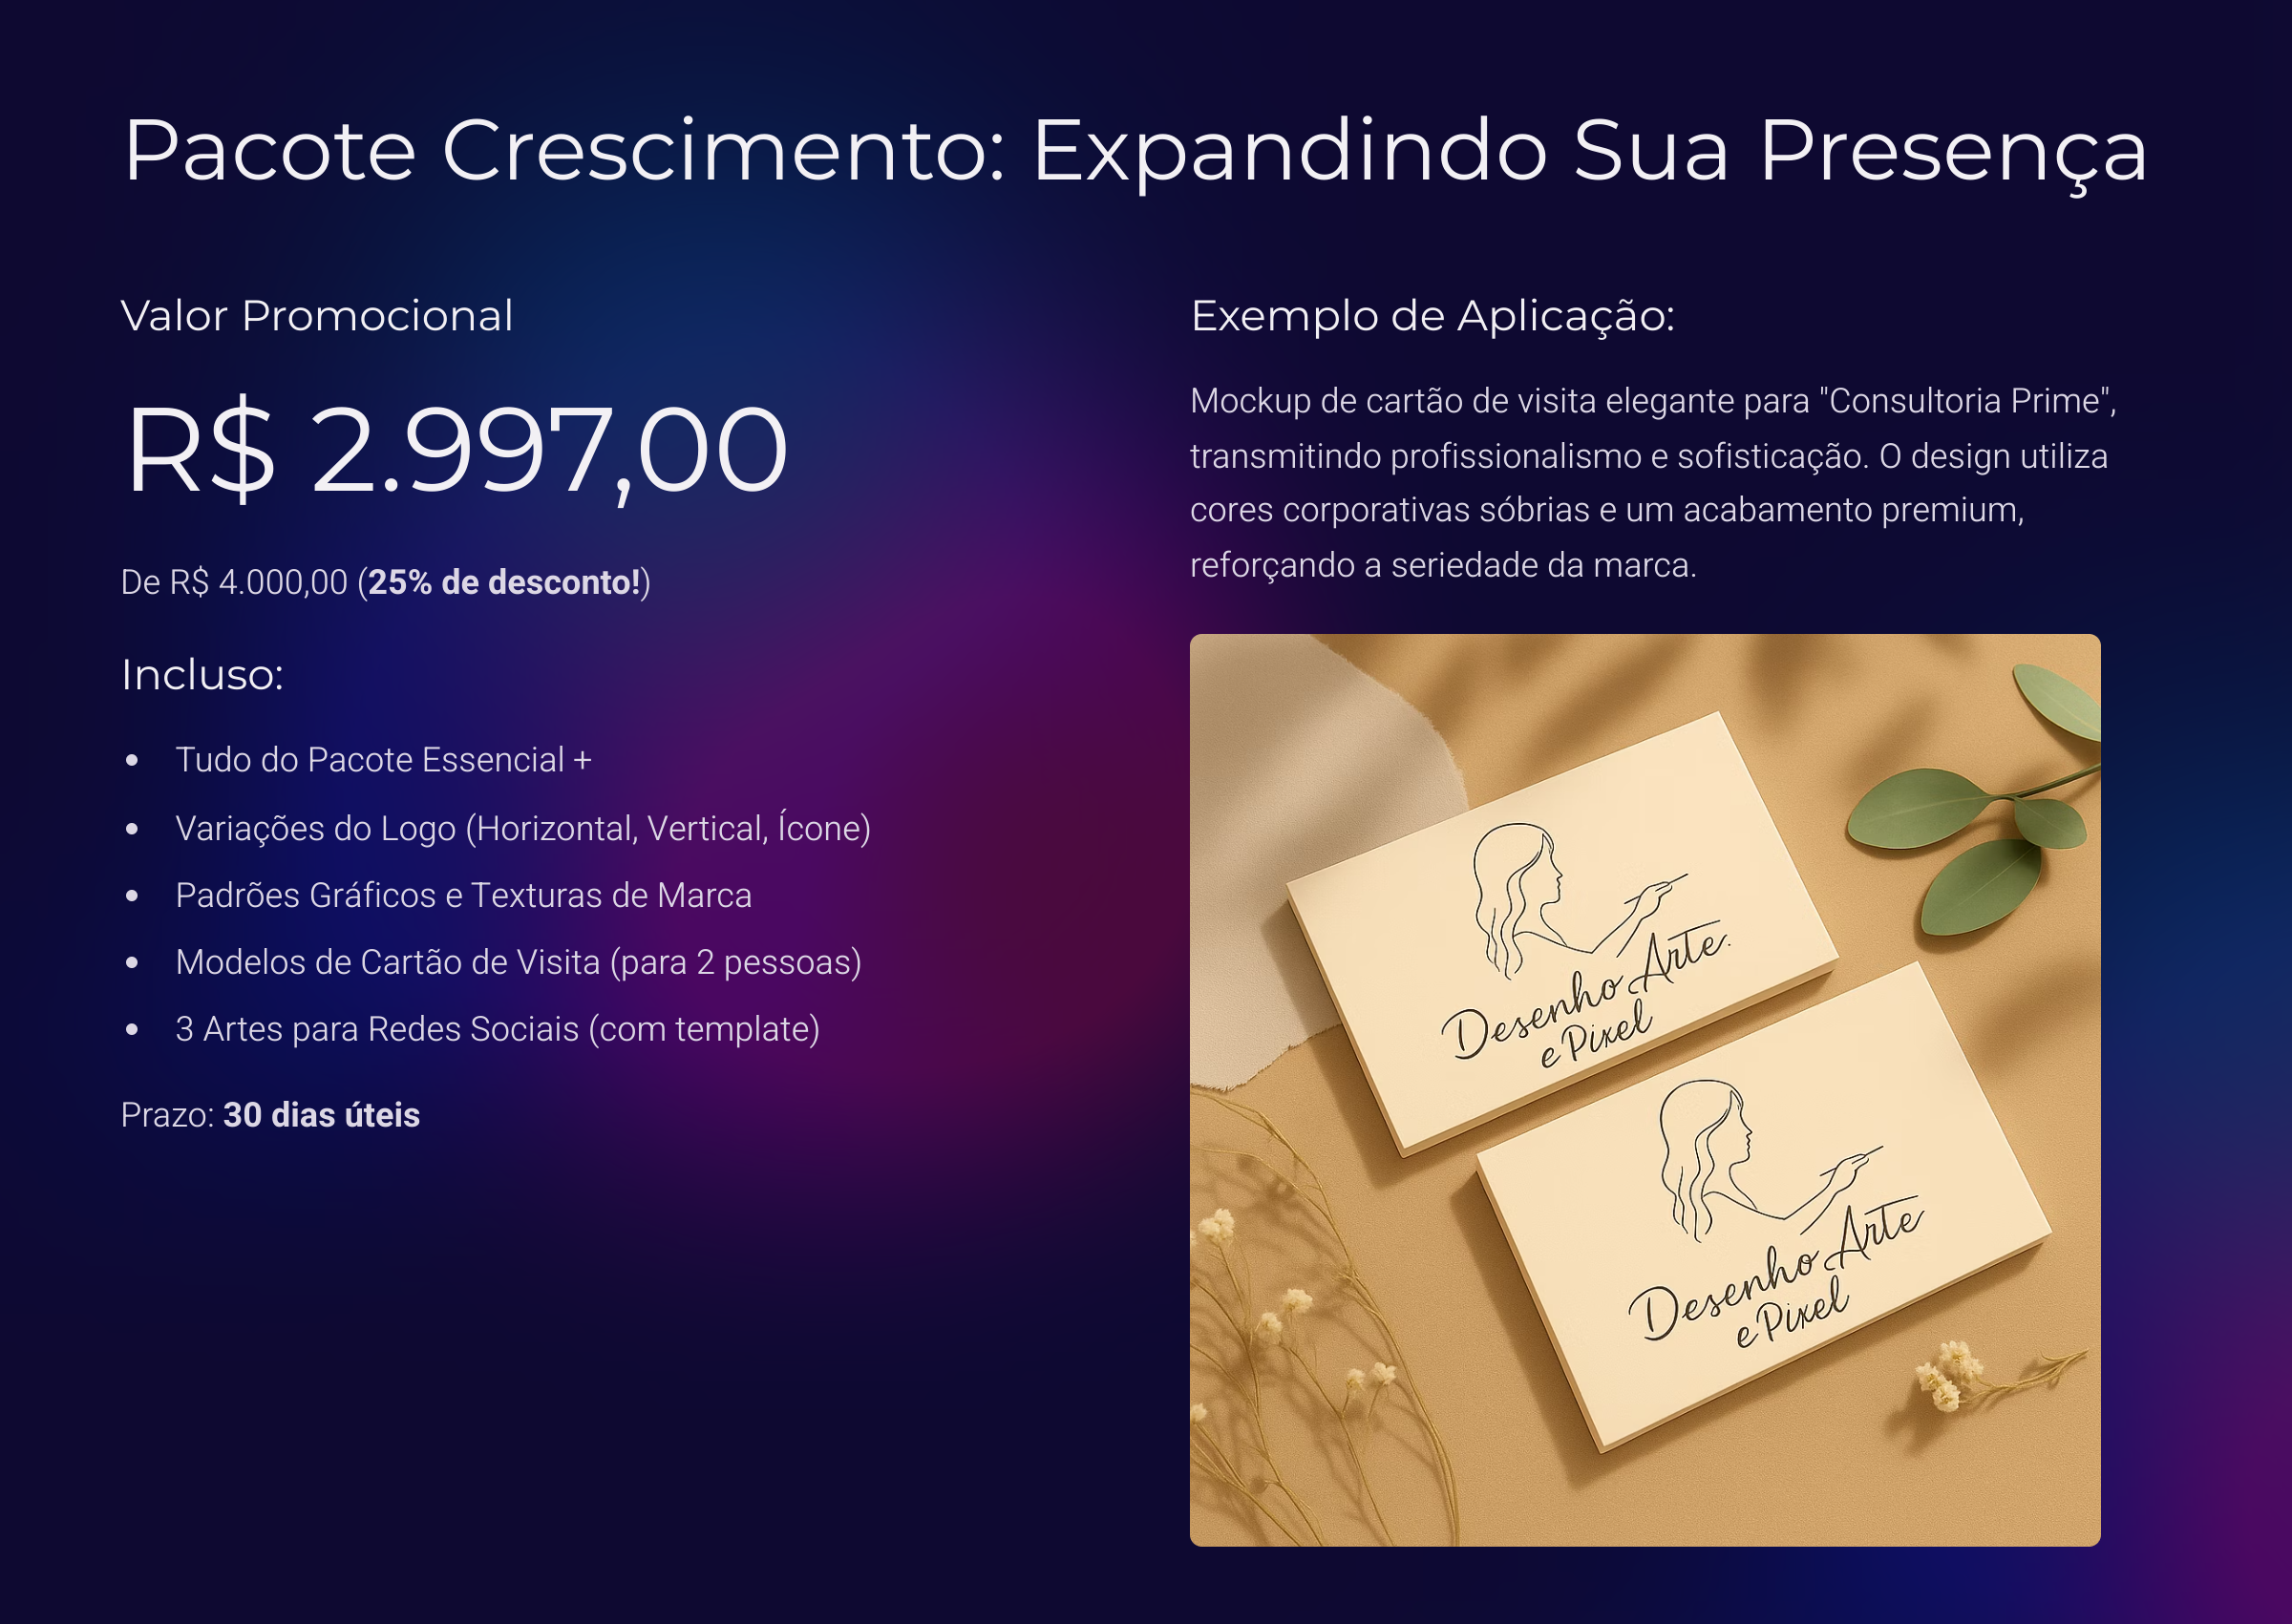 Pacote Crescimento: Expandindo Sua Presença
Valor Promocional
R$ 2.997,00
De R$ 4.000,00 (25% de desconto!)
Incluso:
• Tudo do Pacote Essencial +
• Variações do Logo (Horizontal, Vertical, Ícone)
• Padrões Gráficos e Texturas de Marca
• Modelos de Cartão de Visita (para 2 pessoas)
• 3 Artes para Redes Sociais (com template)
Prazo: 30 dias úteis
Exemplo de Aplicação:
Mockup de cartão de visita elegante para "Consultoria Prime",
transmitindo profissionalismo e sofisticação. O design utiliza
cores corporativas sóbrias e um acabamento premium,
reforçando a seriedade da marca.
Desenho Arte.
e Pixel
Desenho Arte
e Pixel